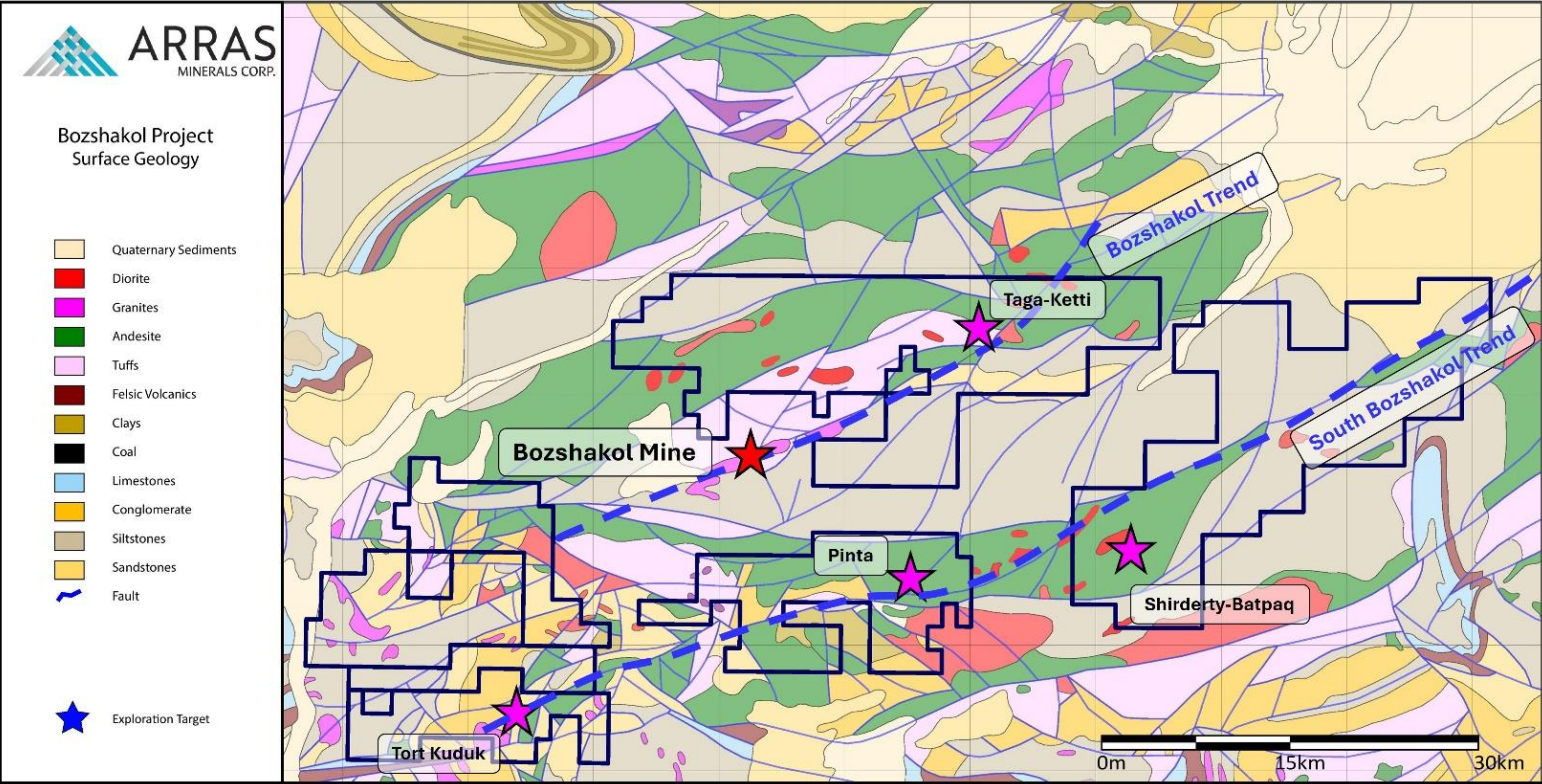 ARRAS
MINERALS CORP.
Bozshakol Project
Surface Geology
Quaternary Sediments
Diorite
Granites
Andesite
Tuffs
Felsic Volcanics
Clays
Coal
Limestones
Conglomerate
Siltstones
Sandstones
Fault
Exploration Target
Bozshakol Trend
Taga-Ketti
South Bozshakol Trend
Bozshakol Mine
Pinta
Shirderty-Batpaq
Tort Kuduk
0m 15km 30km